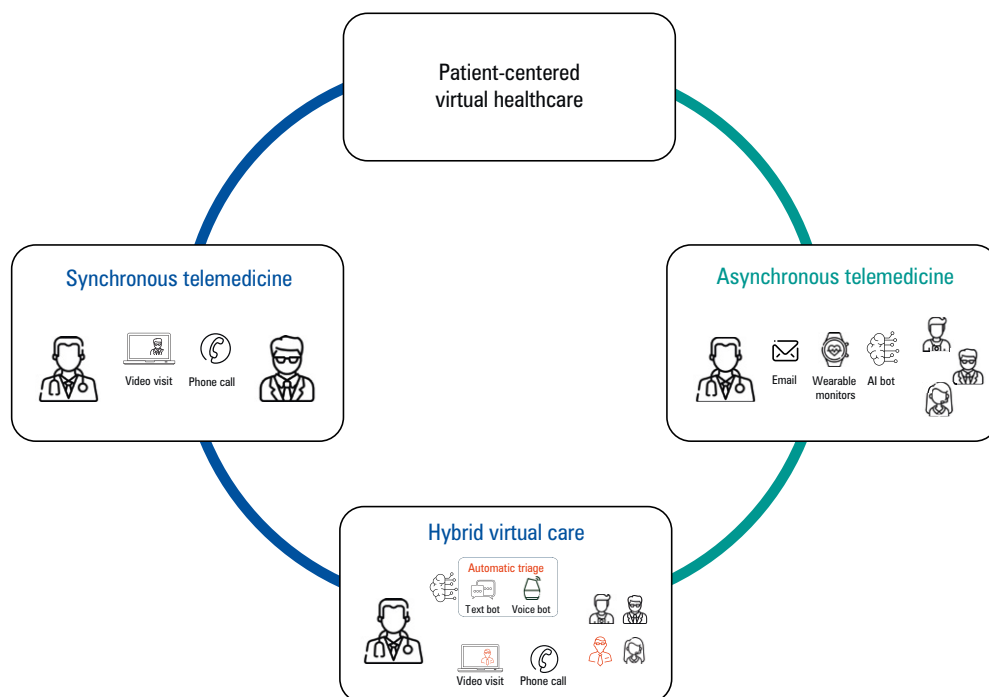 Patient-centered
virtual healthcare
Synchronous telemedicine
Video visit
Phone call
Asynchronous telemedicine
Email
Wearable
monitors
AI bot
Hybrid virtual care
Automatic triage
Text bot
Voice bot
Video visit
Phone call